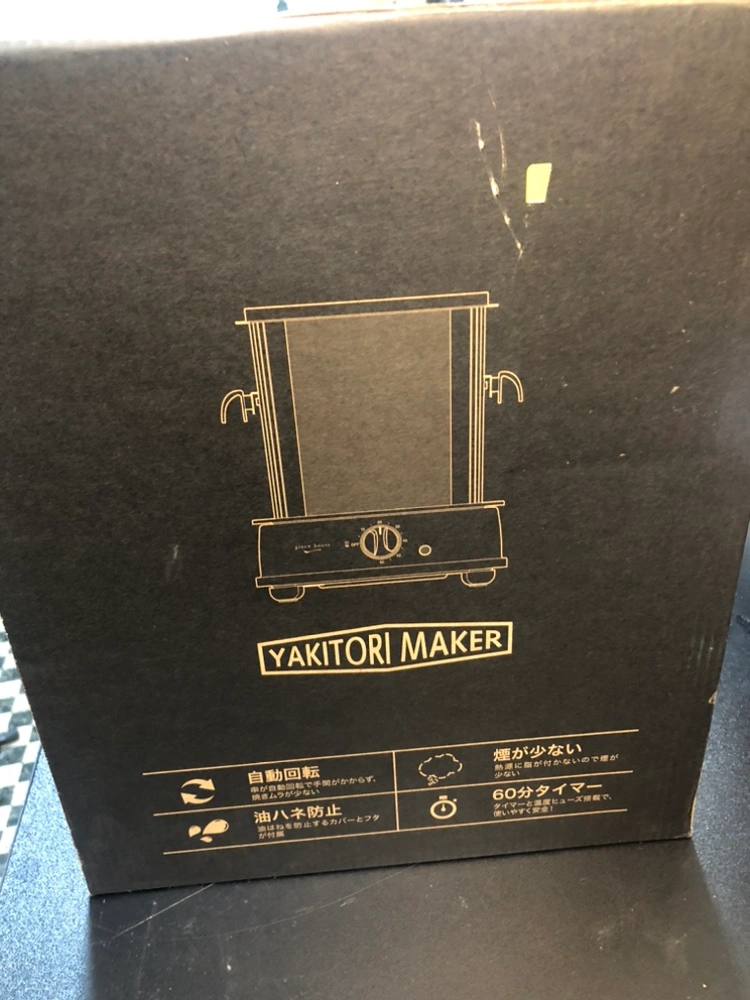 grace house
OFF
YAKITORI MAKER
自動回転
串が自動回転で手間がかからず、
焼きムラが少ない
煙が少ない
熱源に脂が付かないので煙が
少ない
油ハネ防止
油はねを防止するカバーとフタ
が付属
60分タイマー
タイマーと温度ヒューズ搭載で、
使いやすく安全!